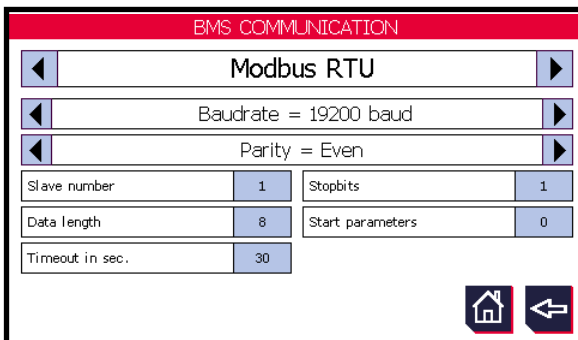 BMS COMMUNICATION
Modbus RTU
Baudrate = 19200 baud
Parity = Even
Slave number 1 Stopbits 1
Data length 8 Start parameters 0
Timeout in sec. 30